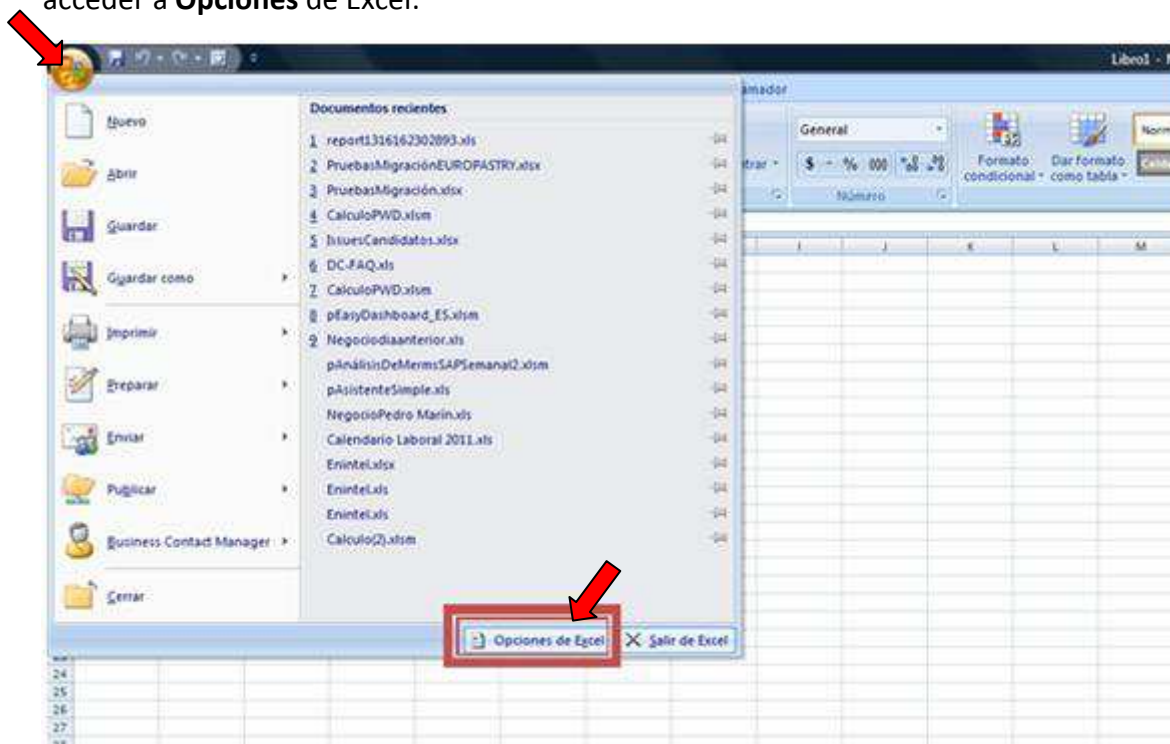 acceder a Opciones de Excel.
Libro1 - M
amador
Nuevo
Abrir
Guardar
Guardar como
Imprimir
Preparar
Enviar
Publicar
Business Contact Manager
Cerrar
Documentos recientes
1 report1316162302893.xls
2 PruebasMigraciónEUROPASTRY.xlsx
3 PruebasMigración.xlsx
4 CalculoPWD.xlsm
5 IssuesCandidatos.xlsx
6 DC-FAQ.xls
7 CalculoPWD.xlsm
8 pEasyDashboard_ES.xlsm
9 Negociodiaanterior.xls
pAnálisisDeMermsSAPSemanal2.xlsm
pAsistenteSimple.xls
NegocioPedro Marín.xls
Calendario Laboral 2011.xls
Enintel.xlsx
Enintel.xls
Enintel.xls
Calculo(2).xlsm
Opciones de Excel
Salir de Excel
trar
General
$ % 000
Número
Formato condicional
Dar formato como tabla
Norm
I J K L M
24
25
26
27